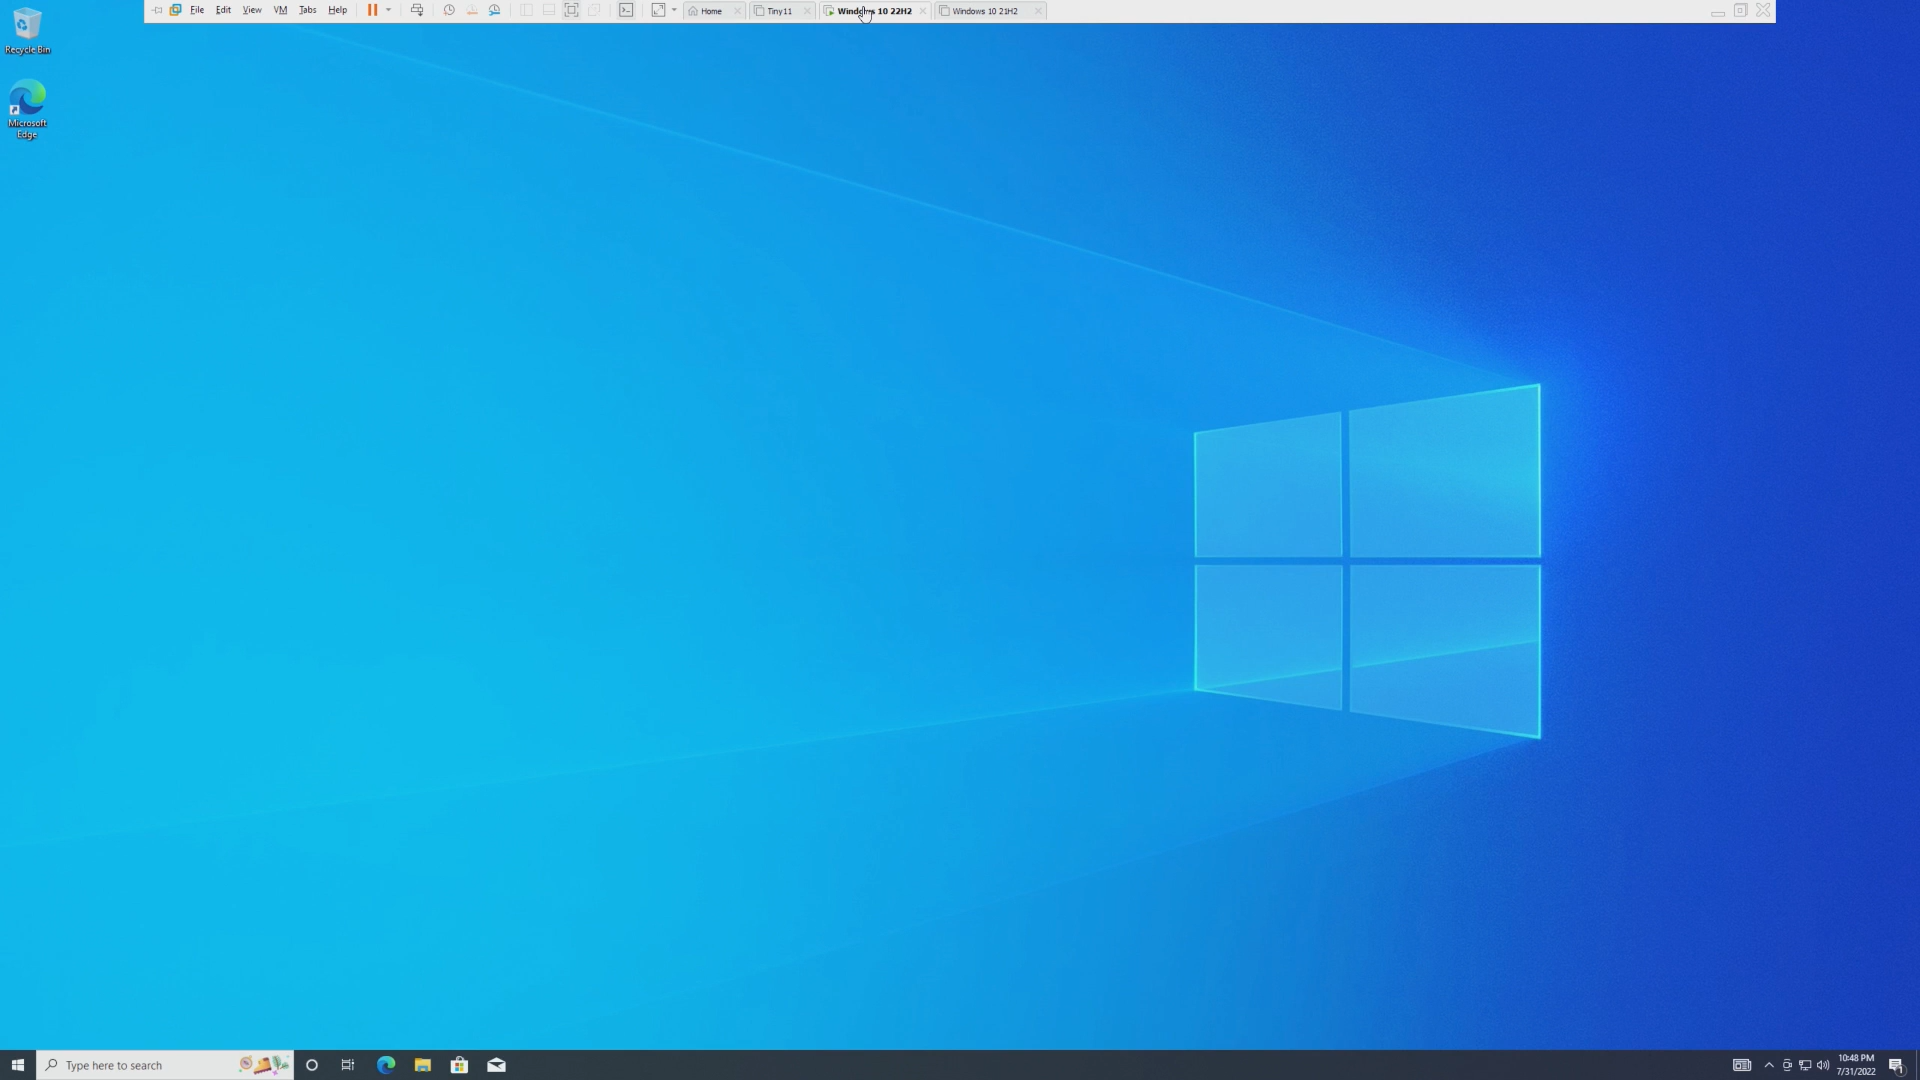 File Edit View VM Tabs Help Home Tiny11 Windows 10 22H2 Windows 10 21H2
Recycle Bin
Microsoft
Edge
Type here to search
10:48 PM
7/31/2022
1